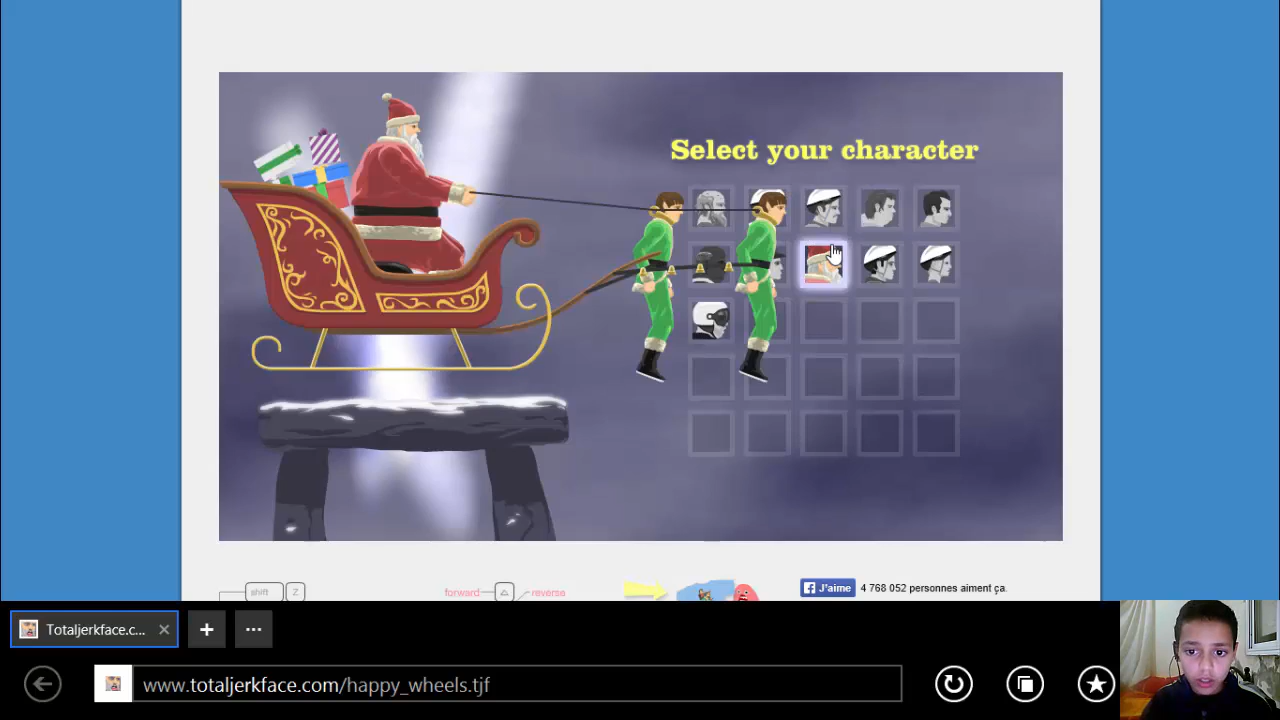 Select your character
shift Z
forward reverse
J'aime 4 768 052 personnes aiment ça.
Totaljerkface.c...
www.totaljerkface.com/happy_wheels.tjf